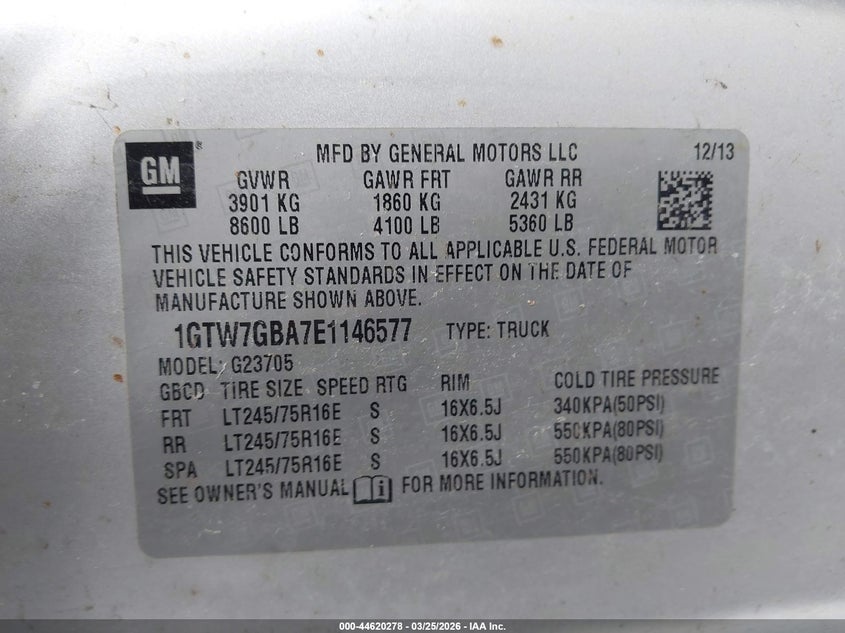 GM
MFD BY GENERAL MOTORS LLC 12/13
GVWR GAWR FRT GAWR RR
3901 KG 1860 KG 2431 KG
8600 LB 4100 LB 5360 LB
THIS VEHICLE CONFORMS TO ALL APPLICABLE U.S. FEDERAL MOTOR
VEHICLE SAFETY STANDARDS IN EFFECT ON THE DATE OF
MANUFACTURE SHOWN ABOVE.
1GTW7GBA7E1146577 TYPE: TRUCK
MODEL: G23705
GBCD TIRE SIZE SPEED RTG RIM COLD TIRE PRESSURE
FRT LT245/75R16E S 16X6.5J 340KPA(50PSI)
RR LT245/75R16E S 16X6.5J 550KPA(80PSI)
SPA LT245/75R16E S 16X6.5J 550KPA(80PSI)
SEE OWNER'S MANUAL FOR MORE INFORMATION.
000-44620278 - 03/25/2026 - IAA Inc.